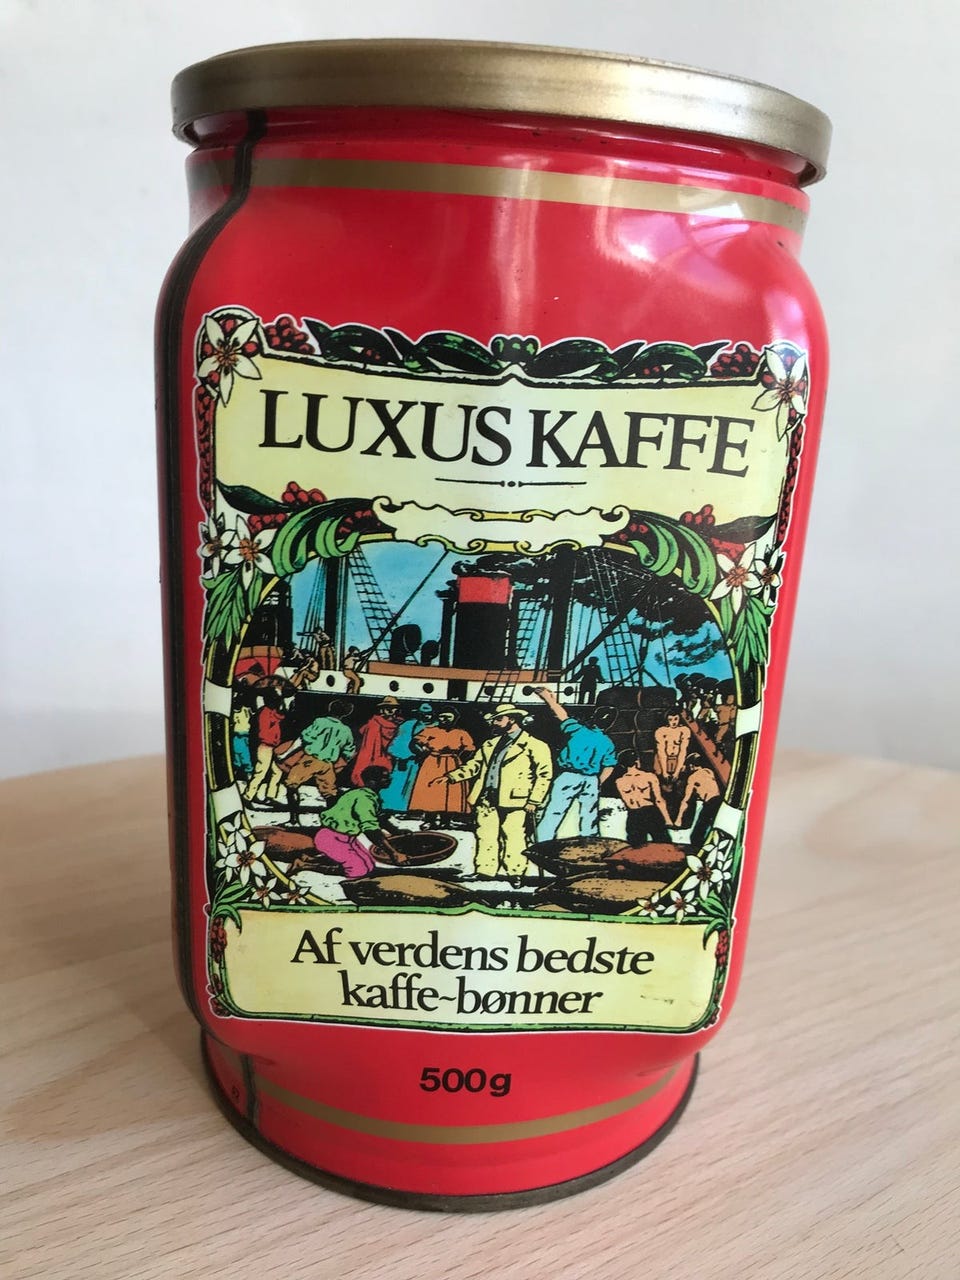 LUXUS KAFFE
Af verdens bedste
kaffe-bønner
500g